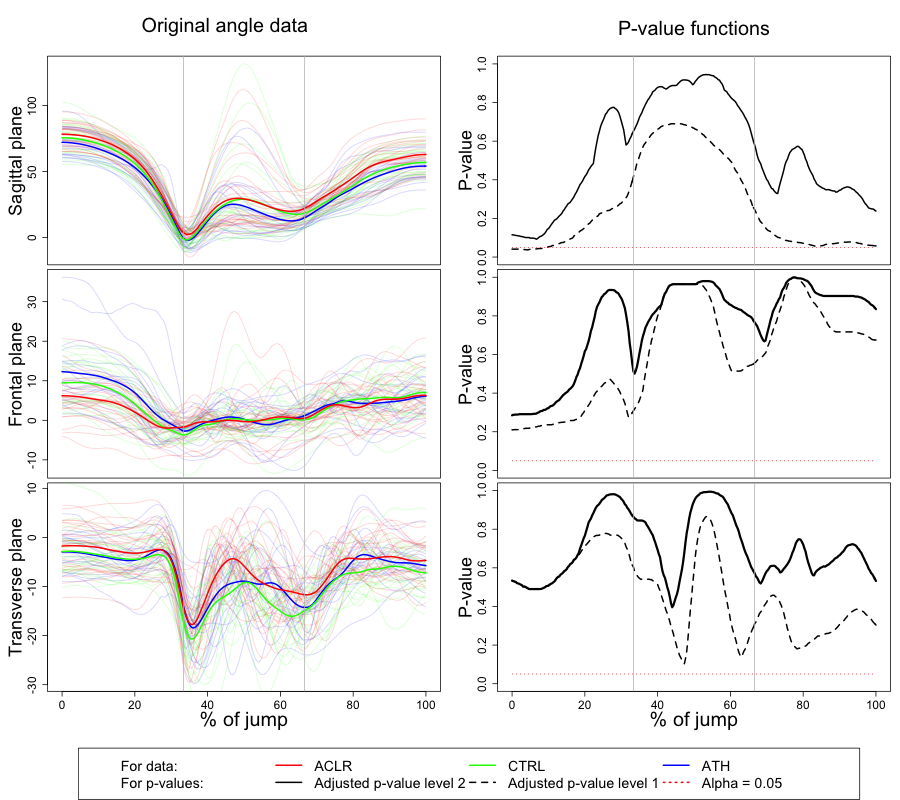 Original angle data
P-value functions
Sagittal plane
0 50 100
P-value
0.0 0.2 0.4 0.6 0.8 1.0
Frontal plane
-10 0 10 20 30
P-value
0.0 0.2 0.4 0.6 0.8 1.0
Transverse plane
-30 -20 -10 0 10
P-value
0.0 0.2 0.4 0.6 0.8 1.0
0 20 40 60 80 100
% of jump
0 20 40 60 80 100
% of jump
For data: ACLR CTRL ATH
For p-values: Adjusted p-value level 2 Adjusted p-value level 1 Alpha = 0.05